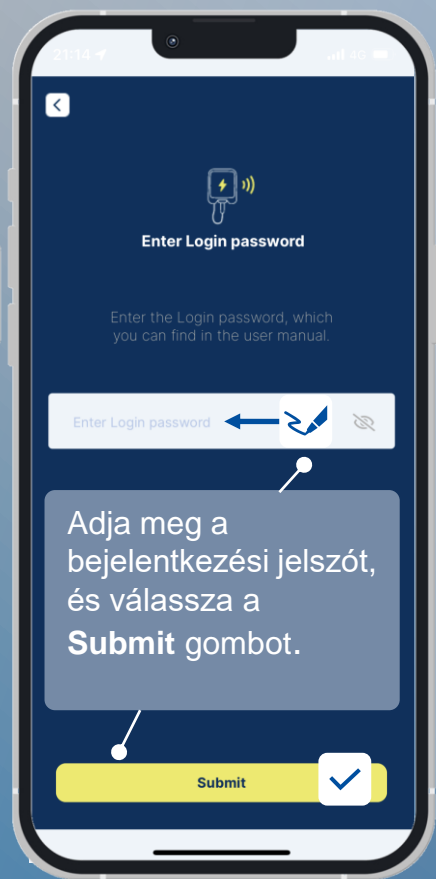 21:14
4G
Enter Login password
Enter the Login password, which
you can find in the user manual.
Enter Login password
Adja meg a
bejelentkezési jelszót,
és válassza a
Submit gombot.
Submit